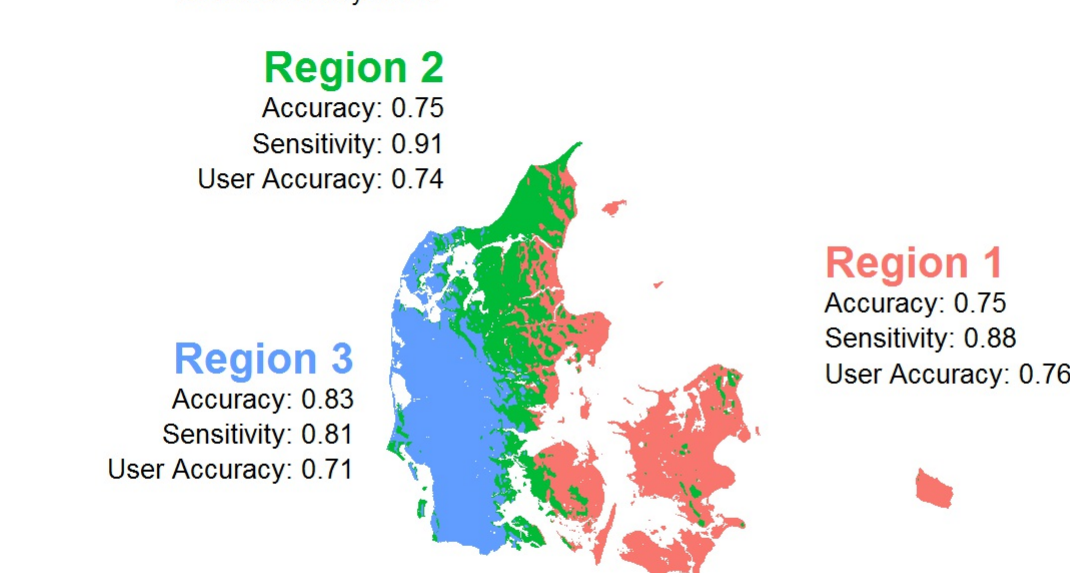 Region 2
Accuracy: 0.75
Sensitivity: 0.91
User Accuracy: 0.74
Region 1
Accuracy: 0.75
Sensitivity: 0.88
User Accuracy: 0.76
Region 3
Accuracy: 0.83
Sensitivity: 0.81
User Accuracy: 0.71